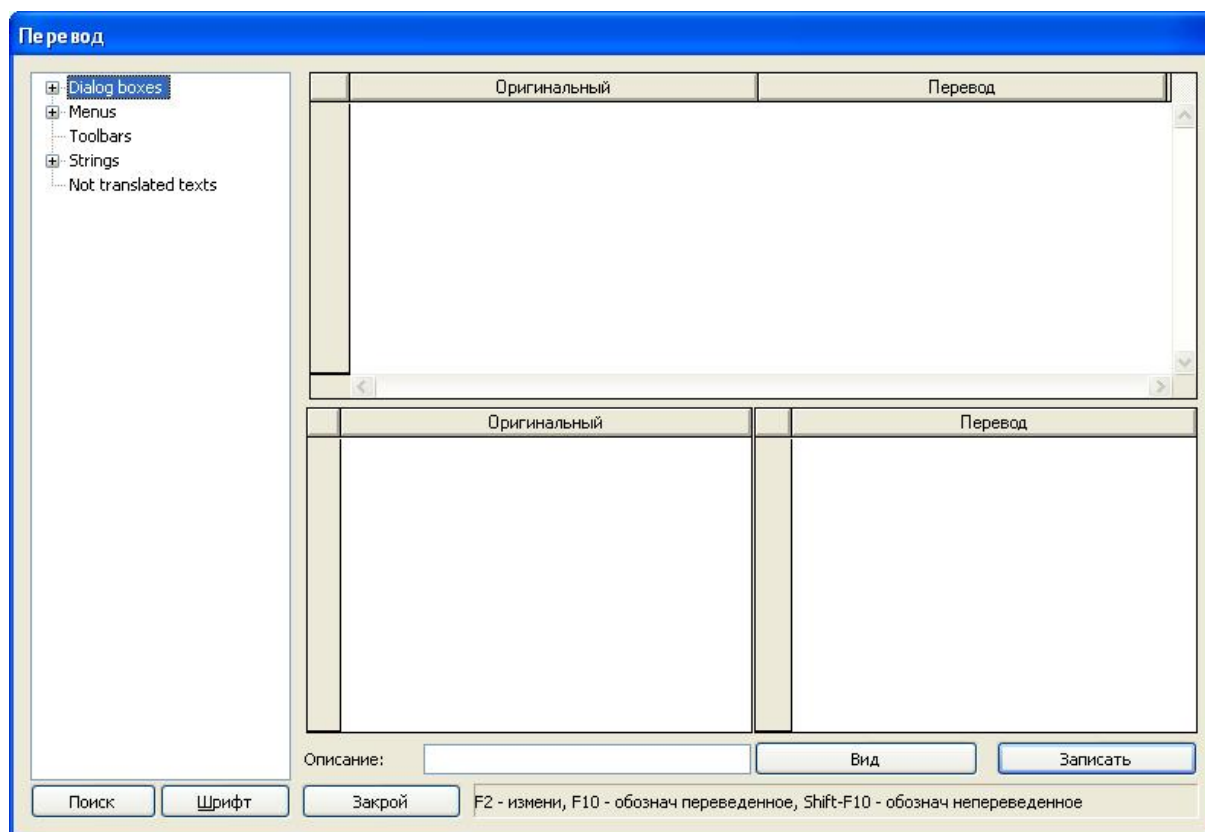 Перевод
Dialog boxes
Menus
Toolbars
Strings
Not translated texts
Оригинальный Перевод
Оригинальный Перевод
Описание: Вид Записать
Поиск Шрифт Закрой F2 - измени, F10 - обознач переведенное, Shift-F10 - обознач непереведенное